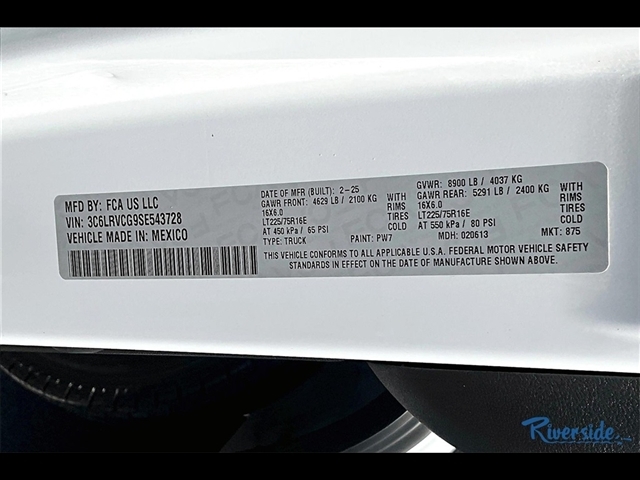 MFD BY: FCA US LLC
VIN: 3C6LRVCG9SE543728
VEHICLE MADE IN: MEXICO
DATE OF MFR (BUILT): 2-25
GAWR FRONT: 4629 LB / 2100 KG
16X6.0
LT225/75R16E
AT 450 kPa / 65 PSI
TYPE: TRUCK
WITH
RIMS
TIRES
COLD
PAINT: PW7
GVWR: 8900 LB / 4037 KG
GAWR REAR: 5291 LB / 2400 KG
16X6.0
LT225/75R16E
AT 550 kPa / 80 PSI
MDH: 020613
WITH
RIMS
TIRES
COLD
MKT: 875
THIS VEHICLE CONFORMS TO ALL APPLICABLE U.S.A. FEDERAL MOTOR VEHICLE SAFETY
STANDARDS IN EFFECT ON THE DATE OF MANUFACTURE SHOWN ABOVE.
Riverside